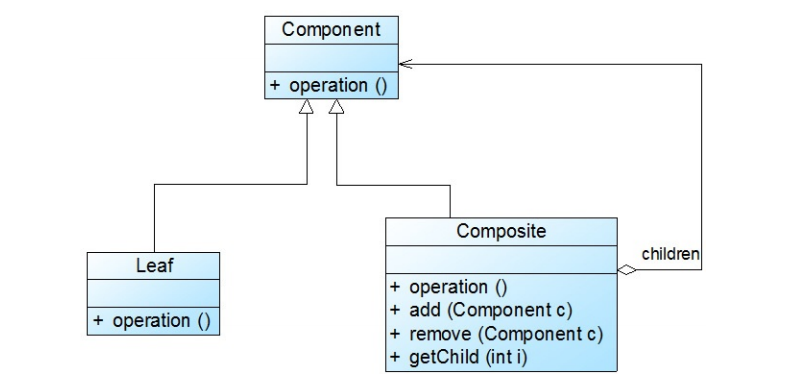 Component
+ operation ()
Leaf
+ operation ()
Composite
+ operation ()
+ add (Component c)
+ remove (Component c)
+ getChild (int i)
children